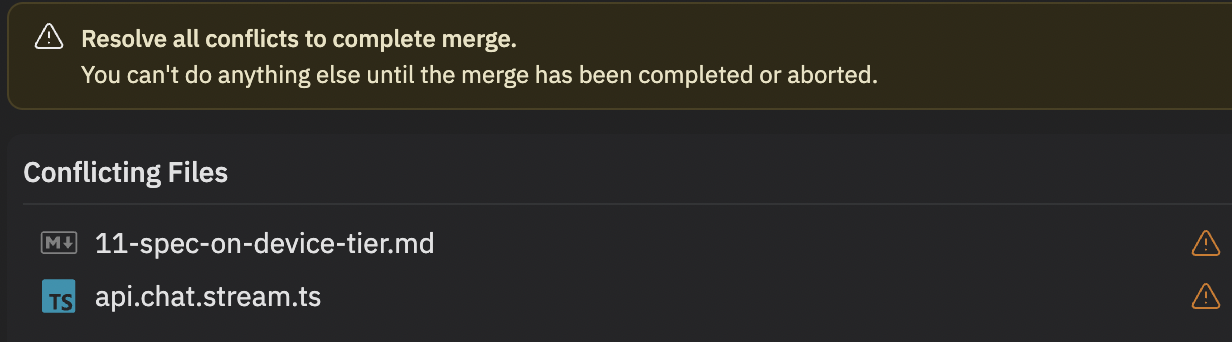 Resolve all conflicts to complete merge.
You can't do anything else until the merge has been completed or aborted.
Conflicting Files
M 11-spec-on-device-tier.md
TS api.chat.stream.ts